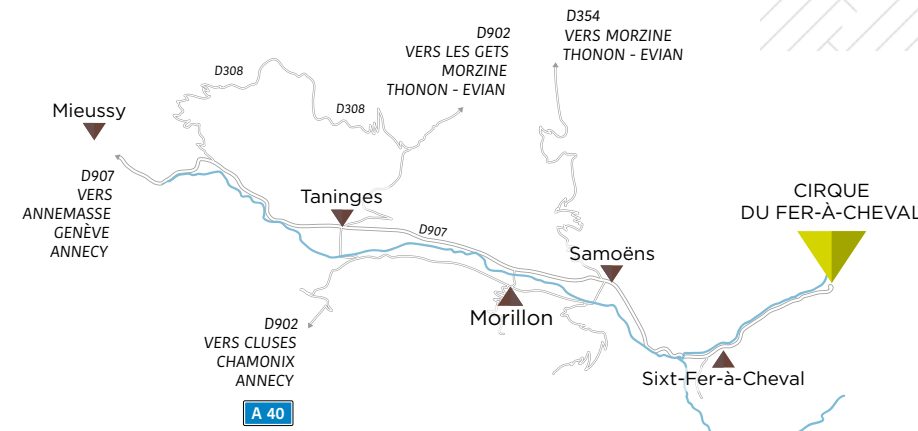 D354
VERS MORZINE
THONON - EVIAN
D902
VERS LES GETS
MORZINE
THONON - EVIAN
D308
D308
Mieussy
D907
VERS
ANNEMASSE
GENÈVE
ANNECY
Taninges
D907
CIRQUE
DU FER-À-CHEVAL
Samoëns
Morillon
D902
VERS CLUSES
CHAMONIX
ANNECY
A 40
Sixt-Fer-à-Cheval